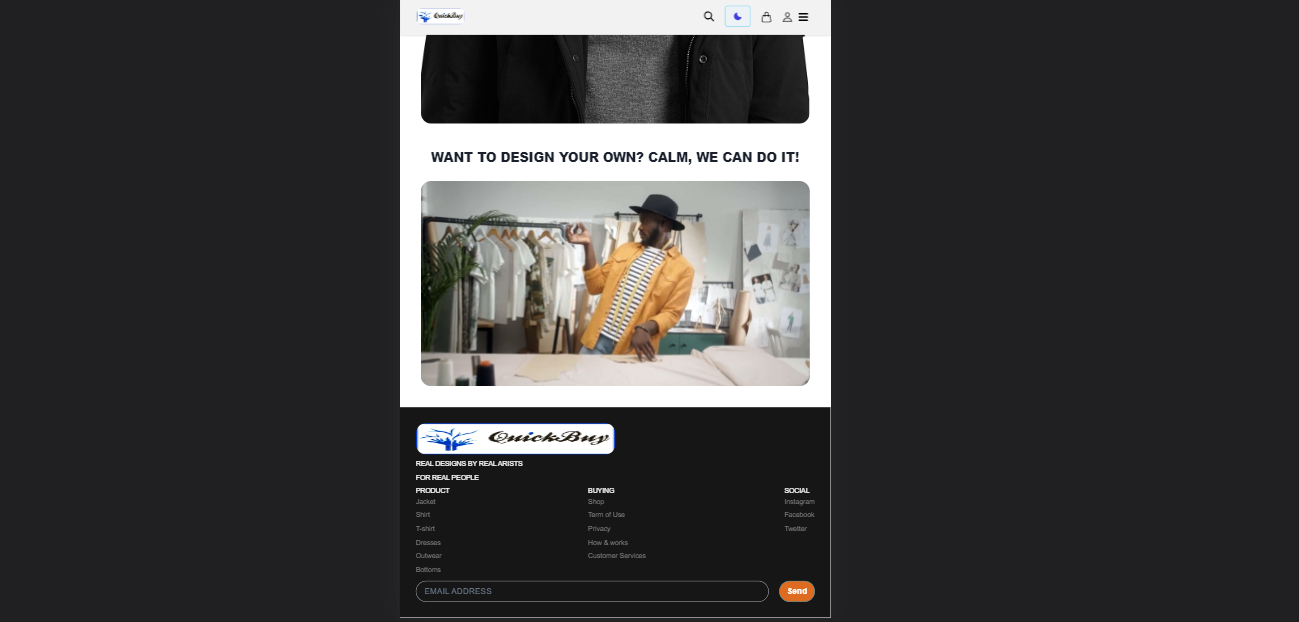 QuickBuy
WANT TO DESIGN YOUR OWN? CALM, WE CAN DO IT!
QuickBuy
REAL DESIGNS BY REAL ARISTS
FOR REAL PEOPLE
PRODUCT
Jacket
Shirt
T-shirt
Dresses
Outwear
Bottoms
BUYING
Shop
Term of Use
Privacy
How & works
Customer Services
SOCIAL
Instagram
Facebook
Twetter
EMAIL ADDRESS
Send